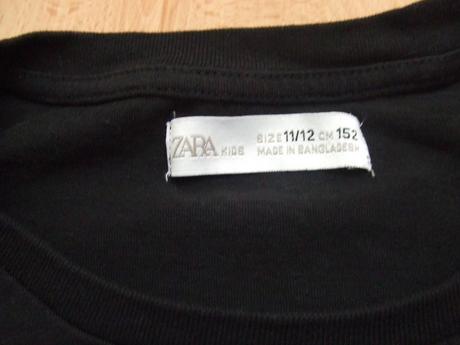 ZARA KIDS SIZE 11/12 CM 152
MADE IN BANGLADESH